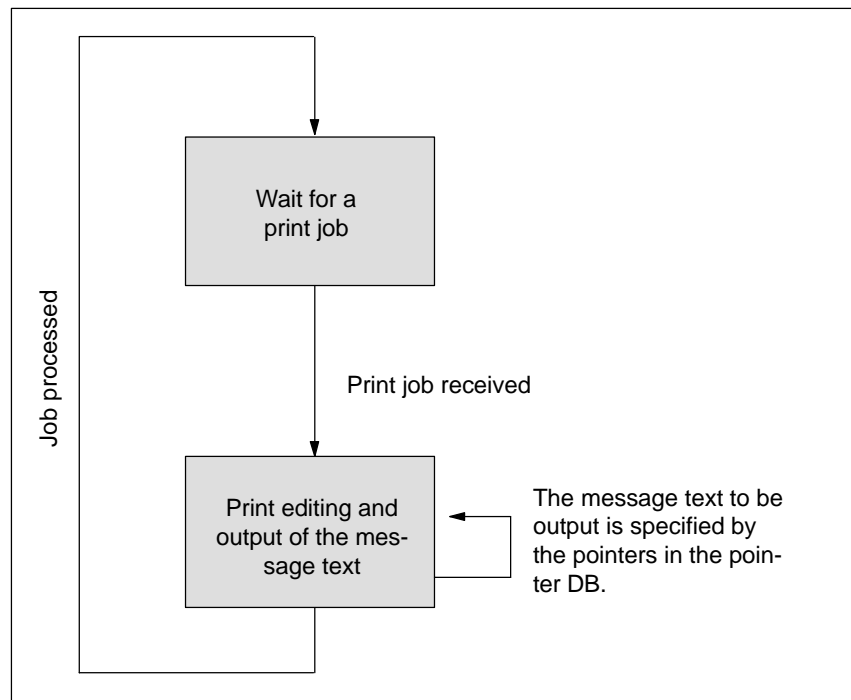 Wait for a
print job
Job processed
Print job received
Print editing and
output of the mes-
sage text
The message text to be
output is specified by
the pointers in the poin-
ter DB.